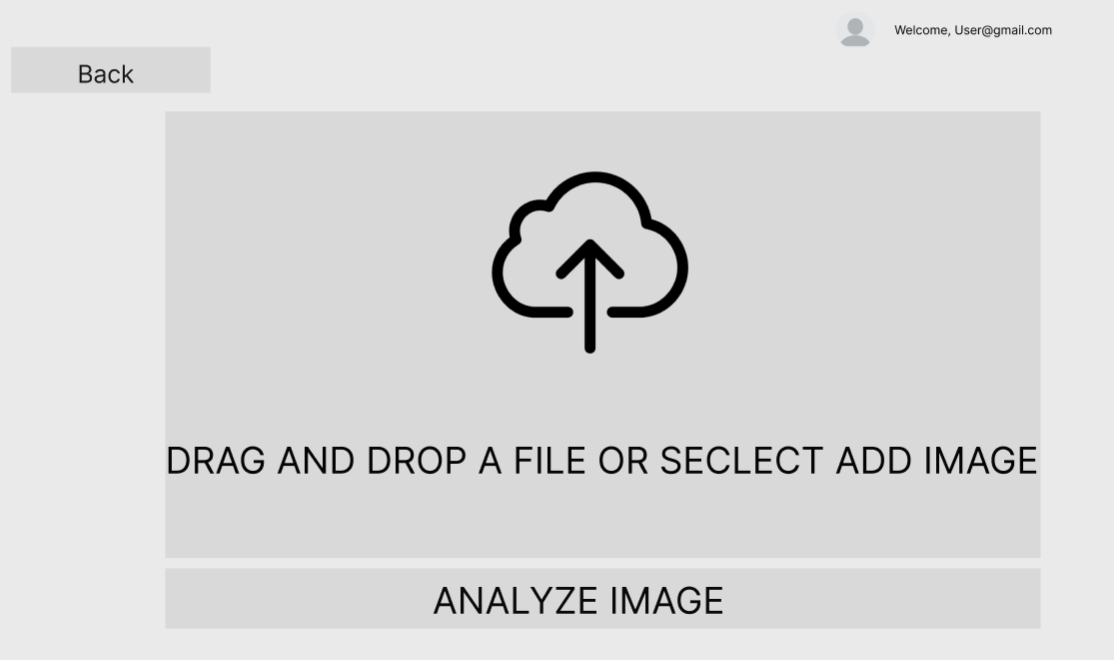 Welcome, User@gmail.com
Back
DRAG AND DROP A FILE OR SECLECT ADD IMAGE
ANALYZE IMAGE